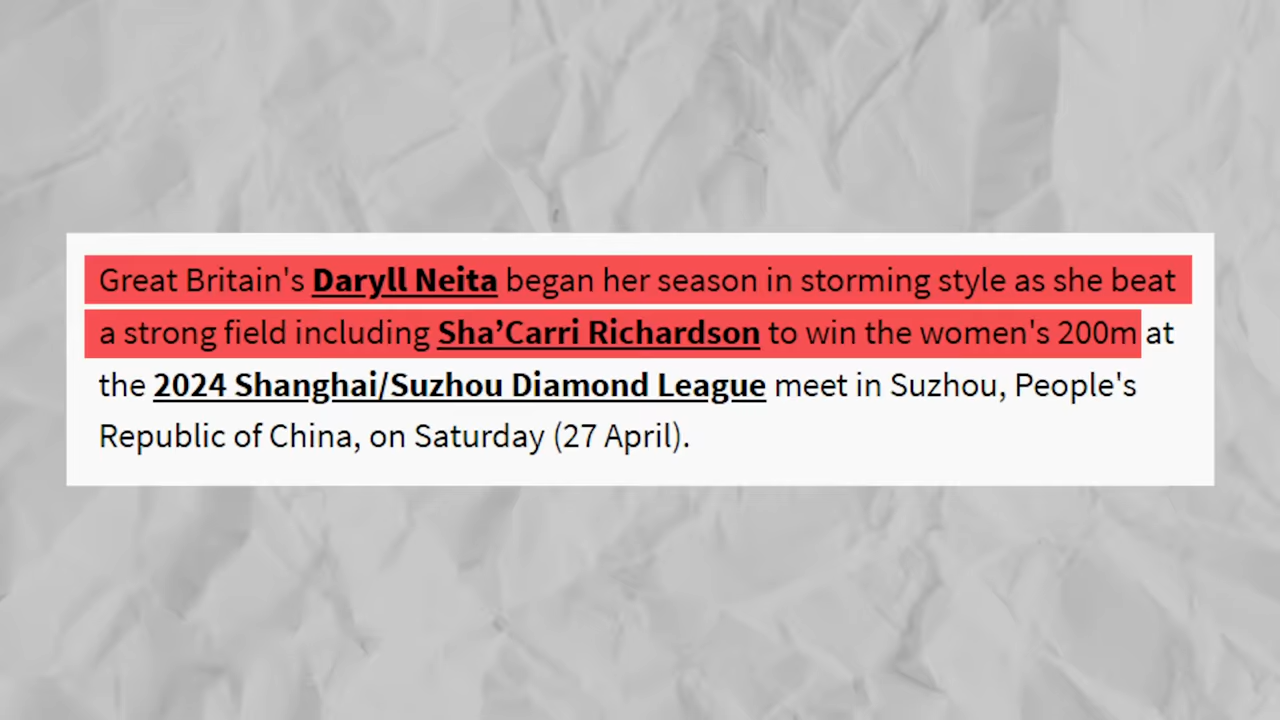 Great Britain's Daryll Neita began her season in storming style as she beat
a strong field including Sha’Carri Richardson to win the women's 200m at
the 2024 Shanghai/Suzhou Diamond League meet in Suzhou, People's
Republic of China, on Saturday (27 April).